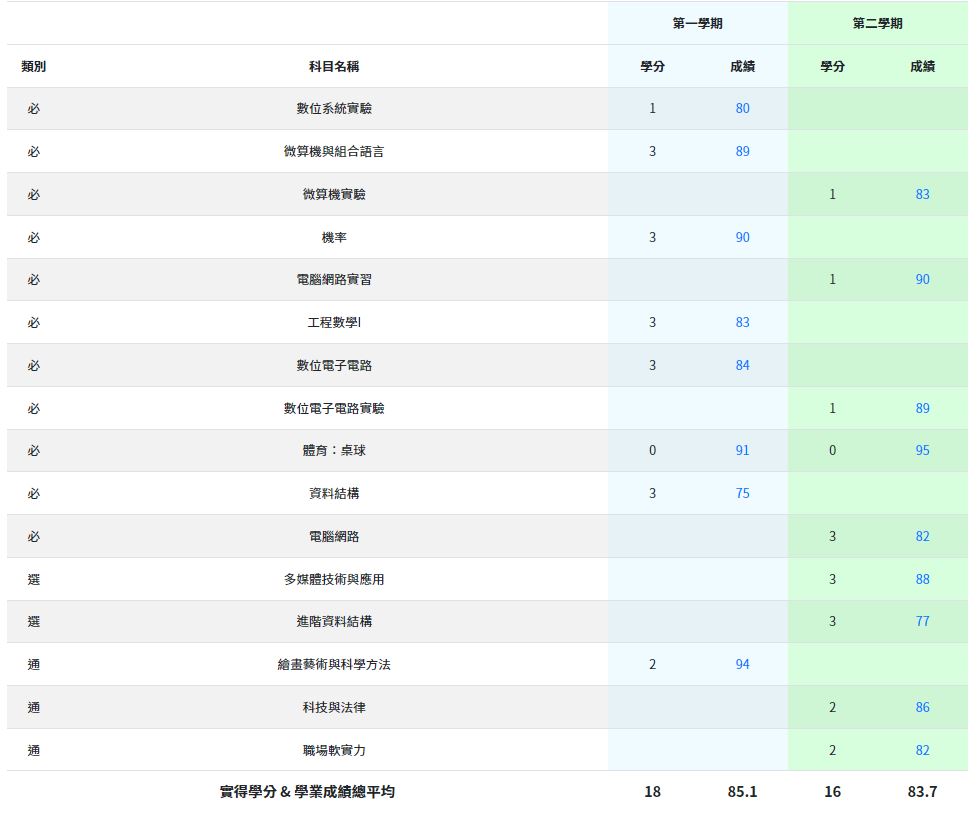 第一學期 第二學期
類別 科目名稱 學分 成績 學分 成績
必 數位系統實驗 1 80
必 微算機與組合語言 3 89
必 微算機實驗 1 83
必 機率 3 90
必 電腦網路實習 1 90
必 工程數學I 3 83
必 數位電子電路 3 84
必 數位電子電路實驗 1 89
必 體育：桌球 0 91 0 95
必 資料結構 3 75
必 電腦網路 3 82
選 多媒體技術與應用 3 88
選 進階資料結構 3 77
通 繪畫藝術與科學方法 2 94
通 科技與法律 2 86
通 職場軟實力 2 82
實得學分 & 學業成績總平均 18 85.1 16 83.7